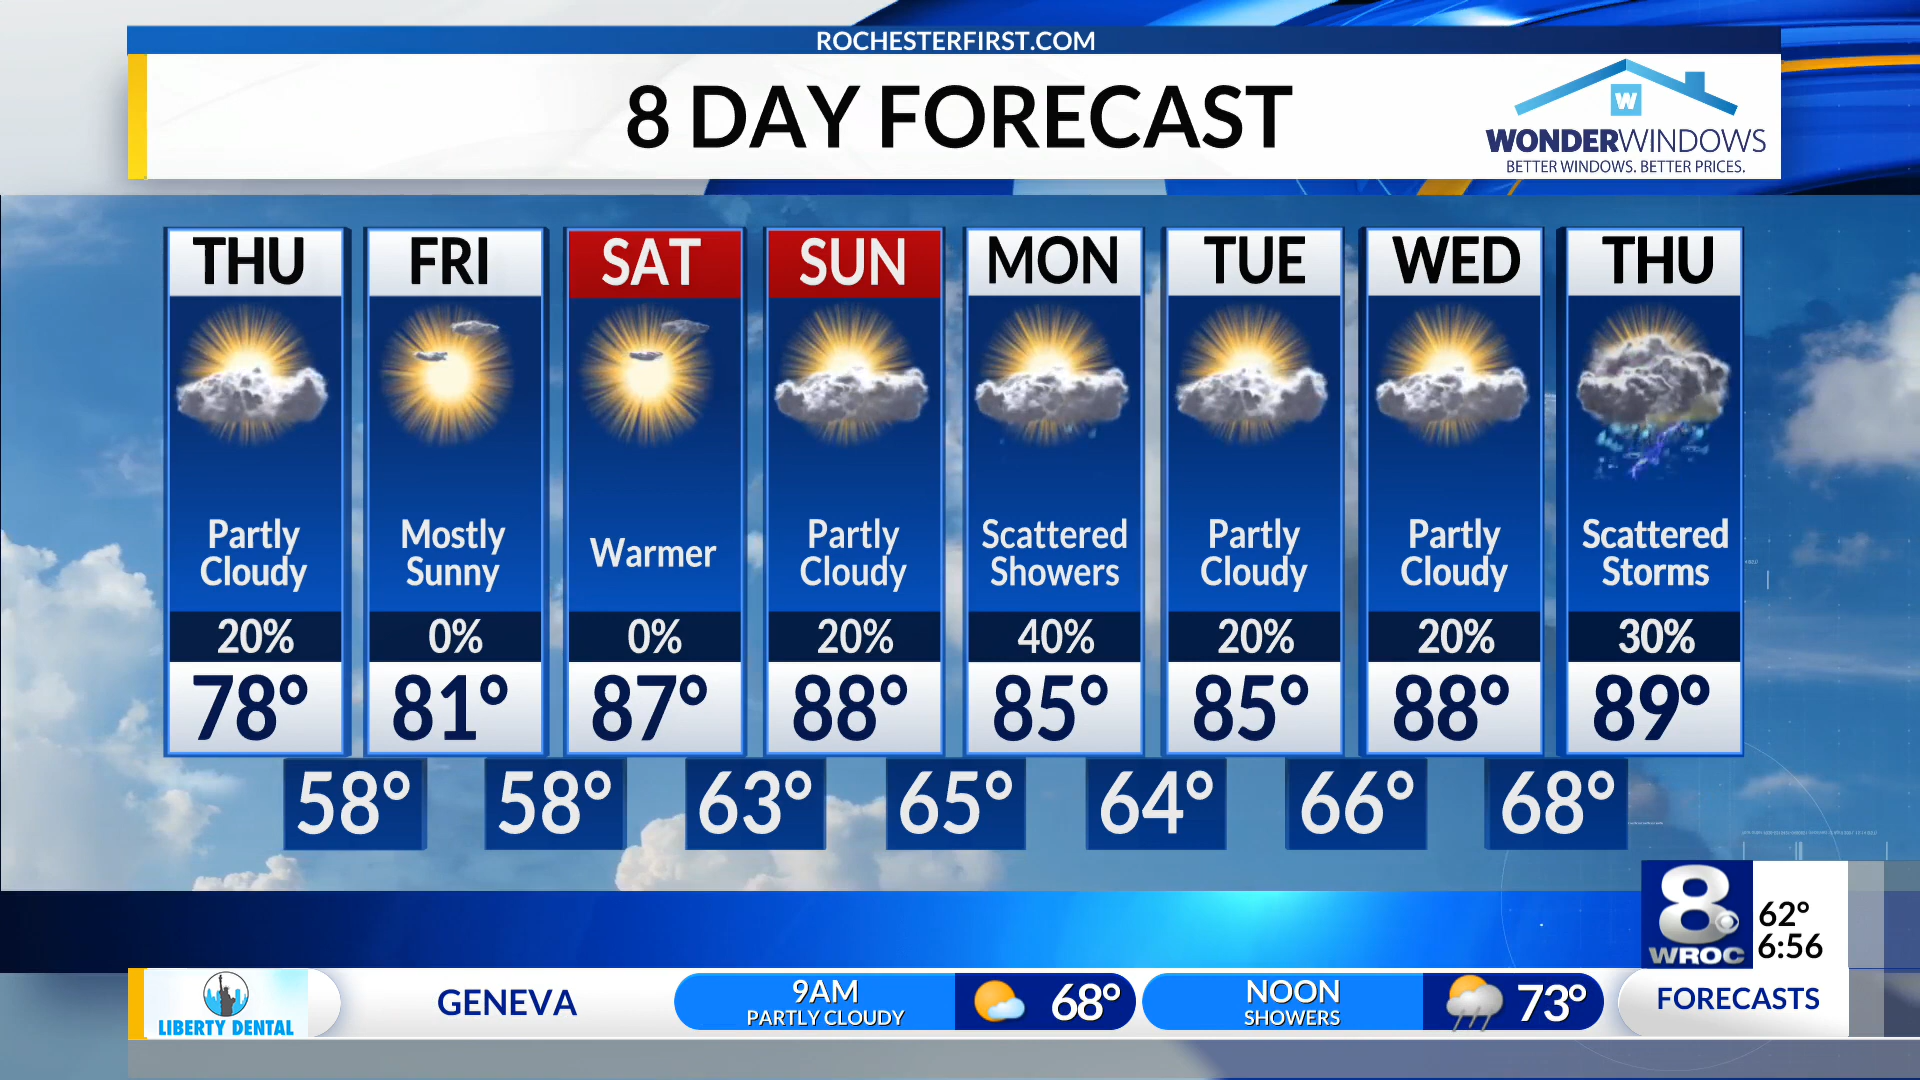 ROCHESTERFIRST.COM
8 DAY FORECAST
W
WONDERWINDOWS
BETTER WINDOWS. BETTER PRICES.
THU FRI SAT SUN MON TUE WED THU
Partly Cloudy
Mostly Sunny
Warmer
Partly Cloudy
Scattered Showers
Partly Cloudy
Partly Cloudy
Scattered Storms
20% 0% 0% 20% 40% 20% 20% 30%
78° 81° 87° 88° 85° 85° 88° 89°
58° 58° 63° 65° 64° 66° 68°
8
WROC
62°
6:56
LIBERTY DENTAL
GENEVA
9AM
PARTLY CLOUDY
68°
NOON
SHOWERS
73°
FORECASTS